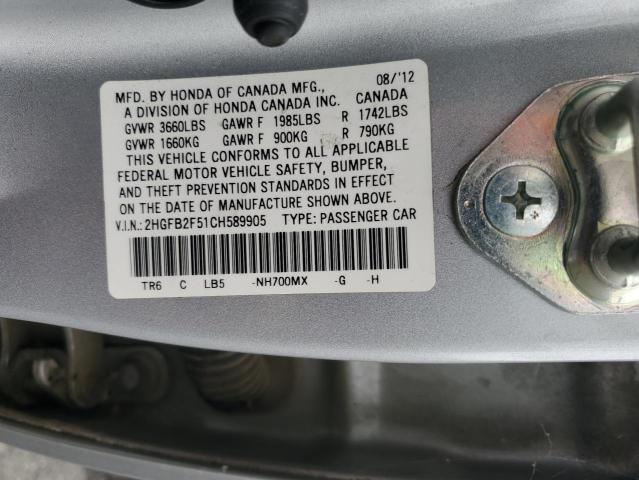 MFD. BY HONDA OF CANADA MFG., 08/'12
A DIVISION OF HONDA CANADA INC. CANADA
GVWR 3660LBS GAWR F 1985LBS R 1742LBS
GVWR 1660KG GAWR F 900KG R 790KG
THIS VEHICLE CONFORMS TO ALL APPLICABLE
FEDERAL MOTOR VEHICLE SAFETY, BUMPER,
AND THEFT PREVENTION STANDARDS IN EFFECT
ON THE DATE OF MANUFACTURE SHOWN ABOVE.
V.I.N.: 2HGFB2F51CH589905 TYPE: PASSENGER CAR
TR6 C LB5 -NH700MX -G -H